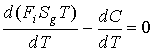 d(F_i S_g T)/dT − dC/dT = 0